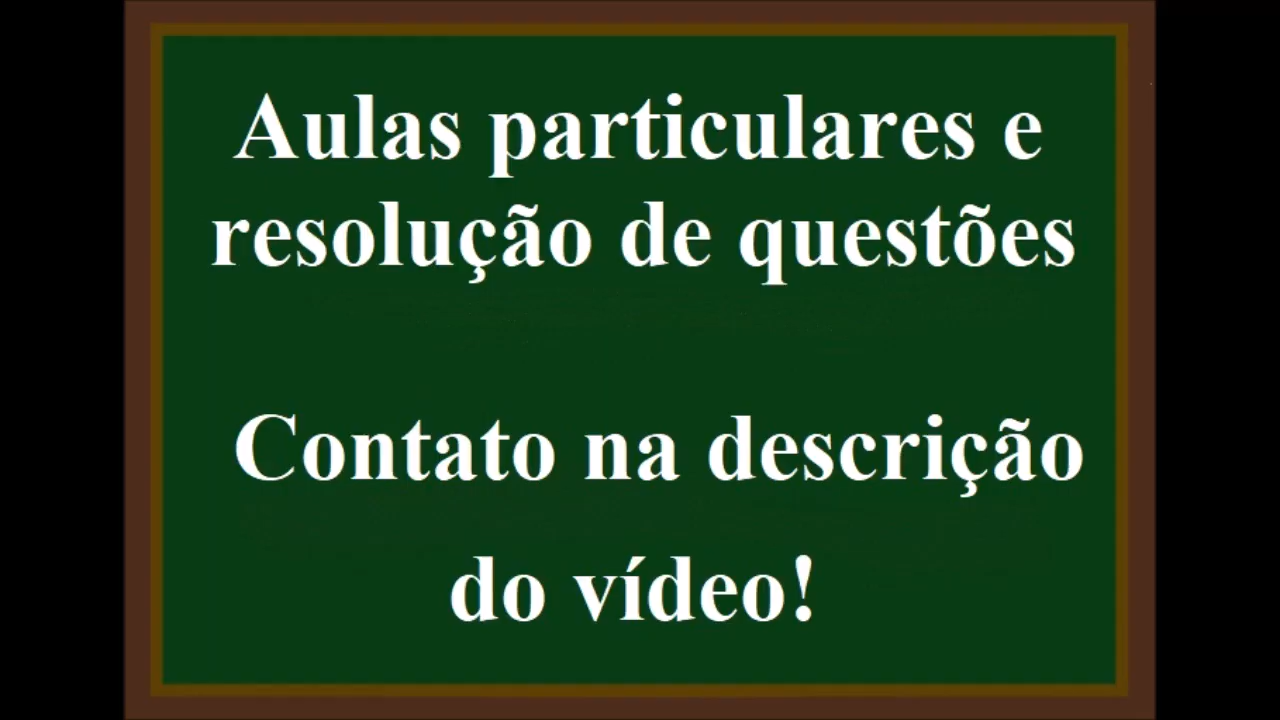 Aulas particulares e
resolução de questões
Contato na descrição
do vídeo!